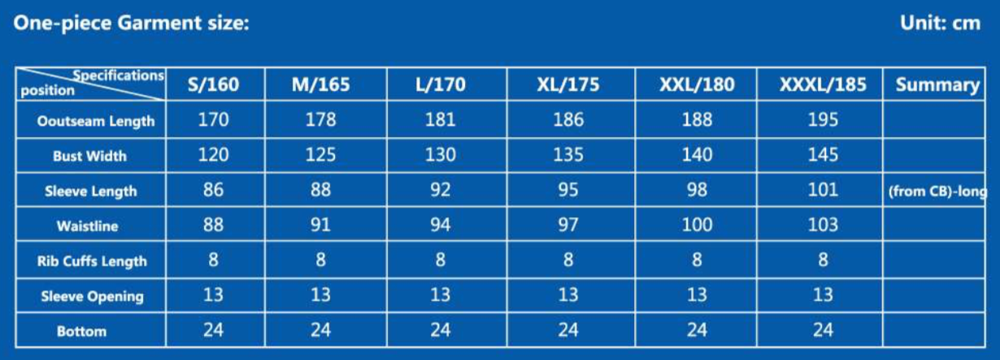 One-piece Garment size: Unit: cm
Specifications
position S/160 M/165 L/170 XL/175 XXL/180 XXXL/185 Summary
Ooutseam Length 170 178 181 186 188 195
Bust Width 120 125 130 135 140 145
Sleeve Length 86 88 92 95 98 101 (from CB)-long
Waistline 88 91 94 97 100 103
Rib Cuffs Length 8 8 8 8 8 8
Sleeve Opening 13 13 13 13 13 13
Bottom 24 24 24 24 24 24